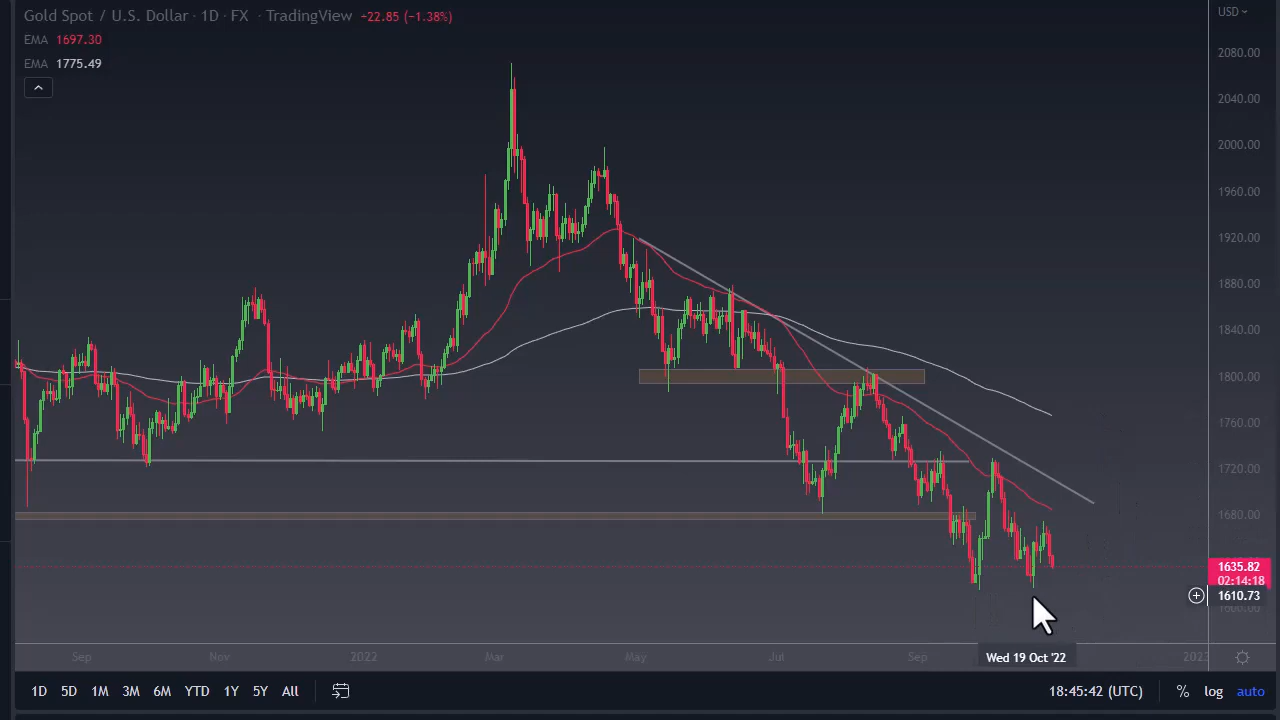 Gold Spot / U.S. Dollar · 1D · FX · TradingView −22.85 (−1.38%)
EMA 1697.30
EMA 1775.49
USD
2080.00
2040.00
2000.00
1960.00
1920.00
1880.00
1840.00
1800.00
1760.00
1720.00
1680.00
1635.82
02:14:18
1610.73
1600.00
Sep Nov 2022 Mar May Jul Sep Wed 19 Oct '22 2023
1D 5D 1M 3M 6M YTD 1Y 5Y All 18:45:42 (UTC) % log auto